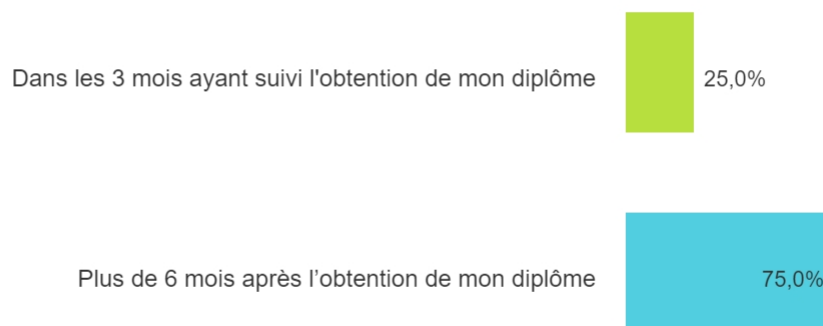 Dans les 3 mois ayant suivi l'obtention de mon diplôme 25,0%
Plus de 6 mois après l’obtention de mon diplôme 75,0%